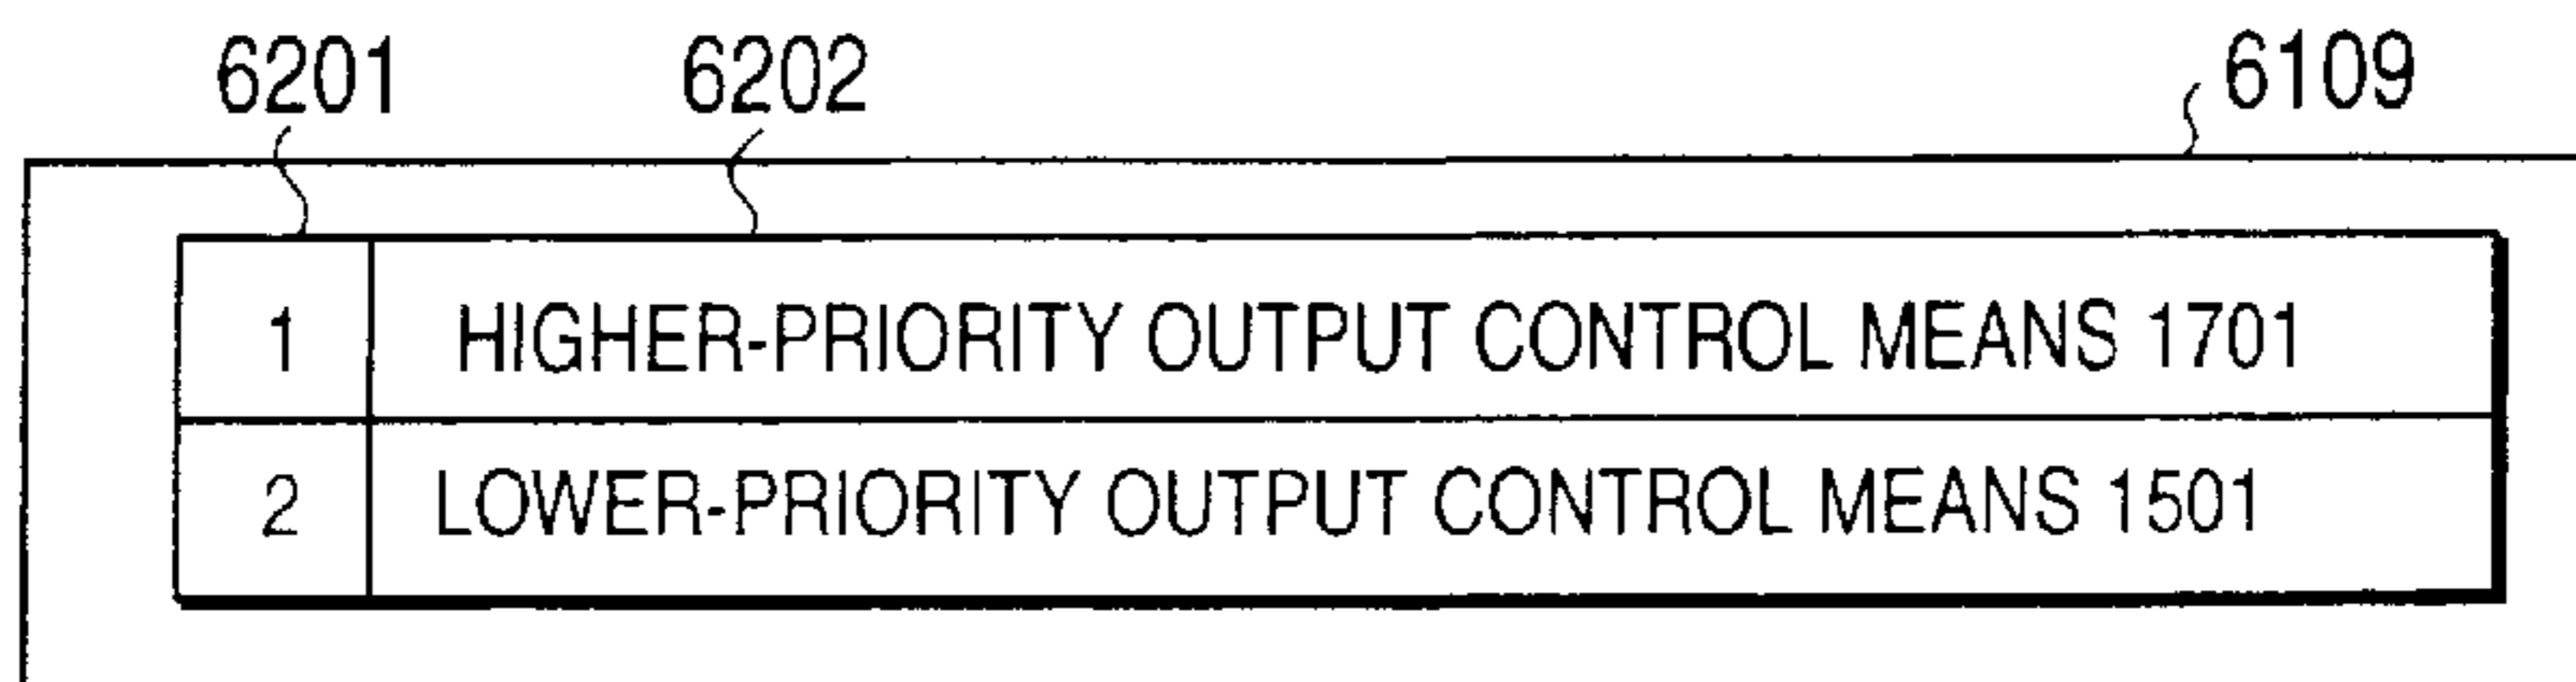 6201 6202 6109
1 HIGHER-PRIORITY OUTPUT CONTROL MEANS 1701
2 LOWER-PRIORITY OUTPUT CONTROL MEANS 1501